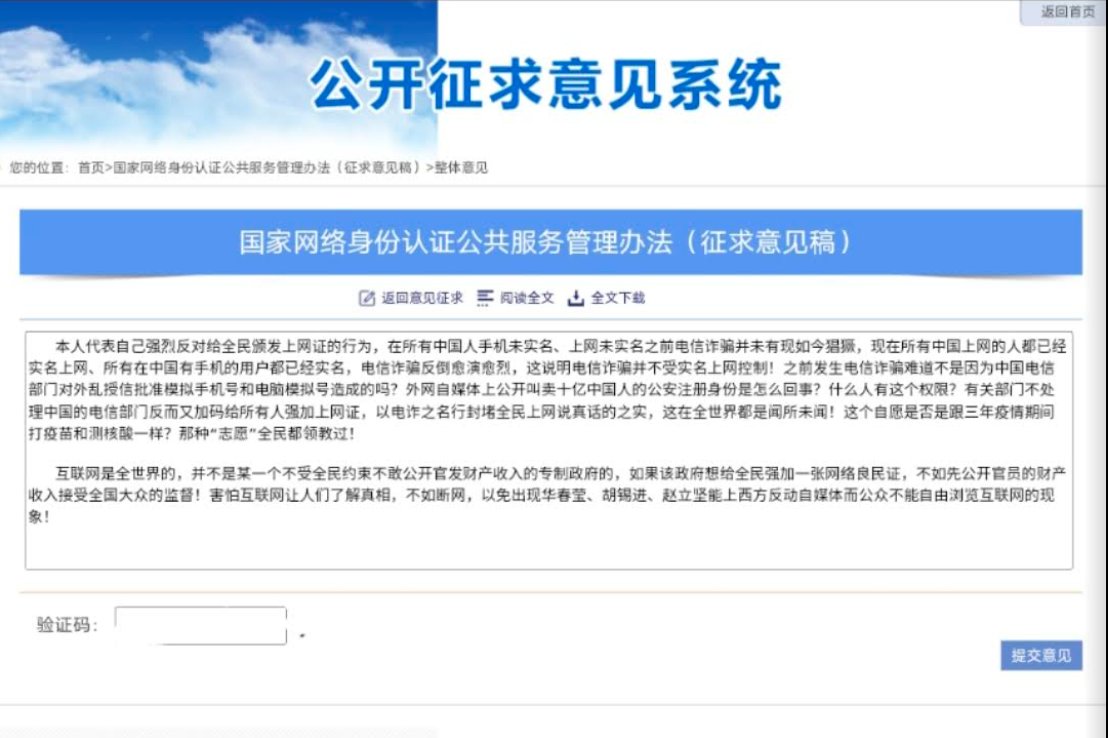 返回首页
公开征求意见系统
您的位置：首页>国家网络身份认证公共服务管理办法（征求意见稿）>整体意见
国家网络身份认证公共服务管理办法（征求意见稿）
返回意见征求 阅读全文 全文下载
本人代表自己强烈反对给全民颁发上网证的行为，在所有中国人手机未实名、上网未实名之前电信诈骗并未有现如今猖獗，现在所有中国上网的人都已经
实名上网、所有在中国有手机的用户都已经实名，电信诈骗反倒愈演愈烈，这说明电信诈骗并不受实名上网控制！之前发生电信诈骗难道不是因为中国电信
部门对外乱授信批准模拟手机号和电脑模拟号造成的吗？外网自媒体上公开叫卖十亿中国人的公安注册身份是怎么回事？什么人有这个权限？有关部门不处
理中国的电信部门反而又加码给所有人强加上网证，以电诈之名行封堵全民上网说真话的之实，这在全世界都是闻所未闻！这个自愿是否是跟三年疫情期间
打疫苗和测核酸一样？那种“志愿”全民都领教过！
互联网是全世界的，并不是某一个不受全民约束不敢公开官发财产收入的专制政府的，如果该政府想给全民强加一张网络良民证，不如先公开官员的财产
收入接受全国大众的监督！害怕互联网让人们了解真相，不如断网，以免出现华春莹、胡锡进、赵立坚能上西方反动自媒体而公众不能自由浏览互联网的现
象！
验证码：
提交意见